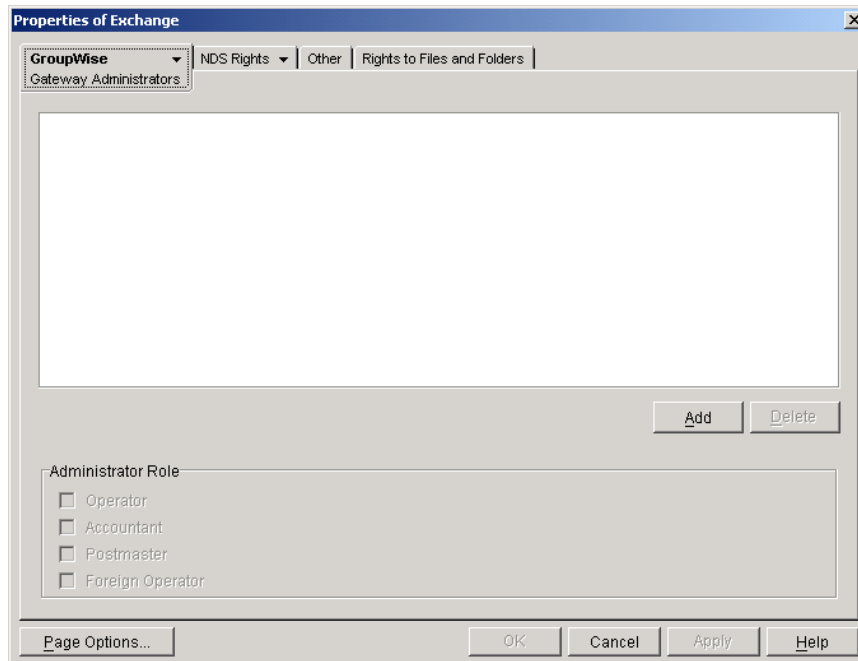 Properties of Exchange
GroupWise NDS Rights Other Rights to Files and Folders
Gateway Administrators
Add Delete
Administrator Role
Operator
Accountant
Postmaster
Foreign Operator
Page Options... OK Cancel Apply Help